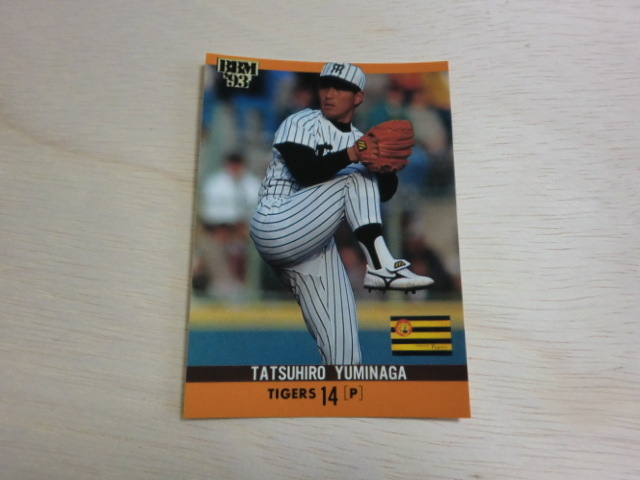 BBM
'93
TATSUHIRO YUMINAGA
TIGERS 14 [P]